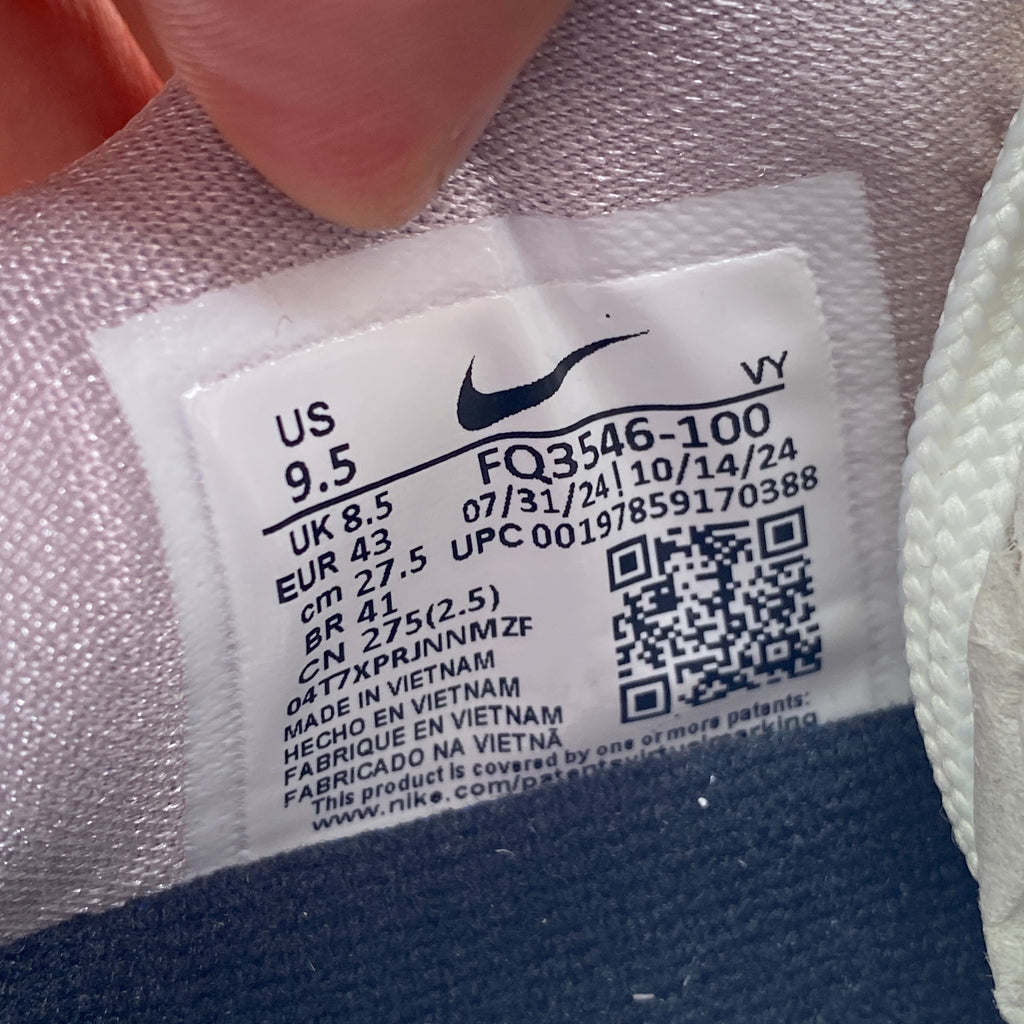 US
9.5
VY
UK 8.5
FQ3546-100
EUR 43
07/31/24|10/14/24
cm 27.5
UPC 00197859170388
BR 41
CN 275(2.5)
04T7XPRJNNMZF
MADE IN VIETNAM
HECHO EN VIETNAM
FABRIQUE EN VIETNAM
FABRICADO NA VIETNÃ
This product is covered by one or more patents:
www.nike.com/patentsvirtualmarking